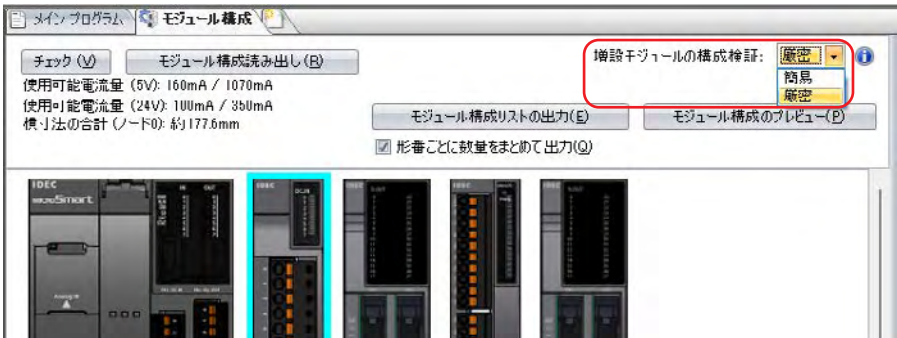 メインプログラム モジュール構成
チェック(V) モジュール構成読み出し(R) 増設モジュールの構成検証: 厳密
簡易
厳密
使用可能電流量 (5V): 160mA / 1070mA
使用可能電流量 (24V): 100mA / 350mA
横寸法の合計 (ノード0): 約177.6mm
モジュール構成リストの出力(E) モジュール構成のプレビュー(P)
形番ごとに数量をまとめて出力(O)
IDEC IN OUT IDEC DC.IN IDEC
microSmart
Analog IN